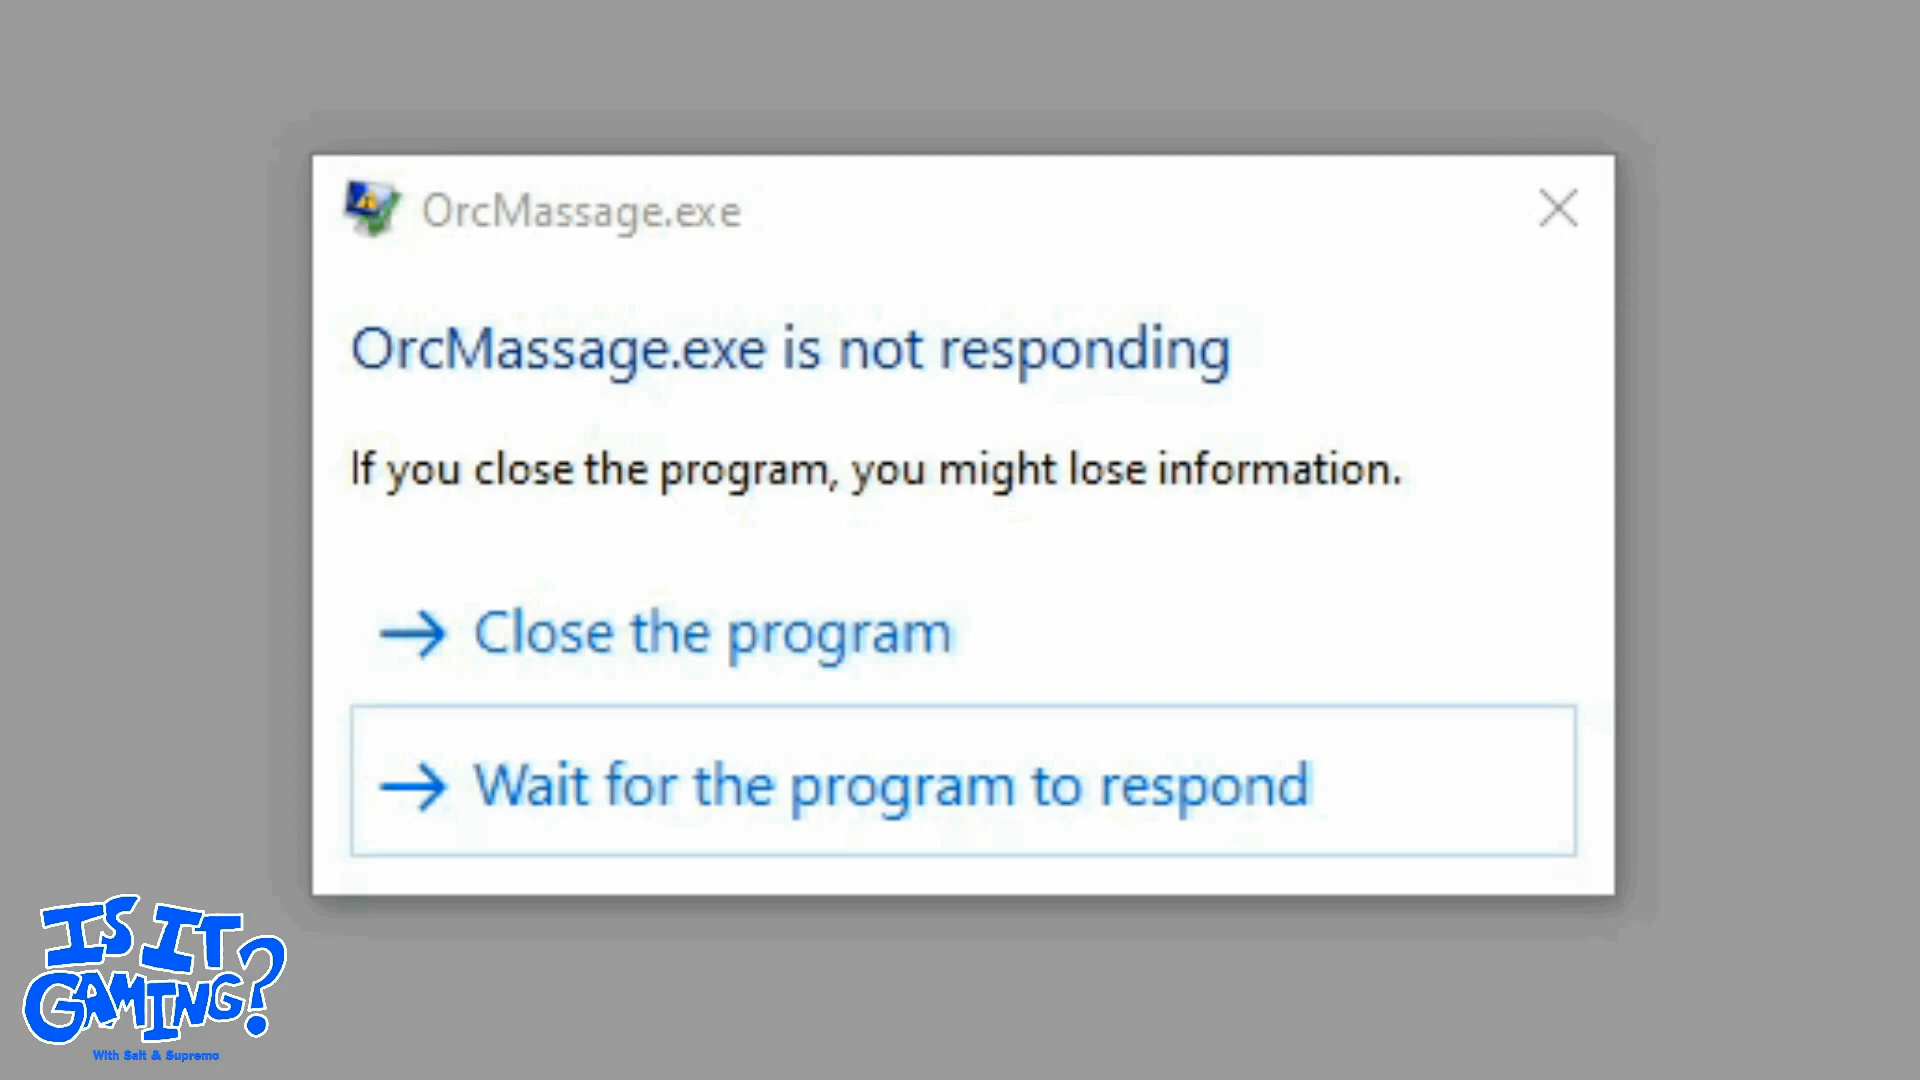 OrcMassage.exe
OrcMassage.exe is not responding
If you close the program, you might lose information.
Close the program
Wait for the program to respond
IS IT
GAMING?
With Salt & Supremo